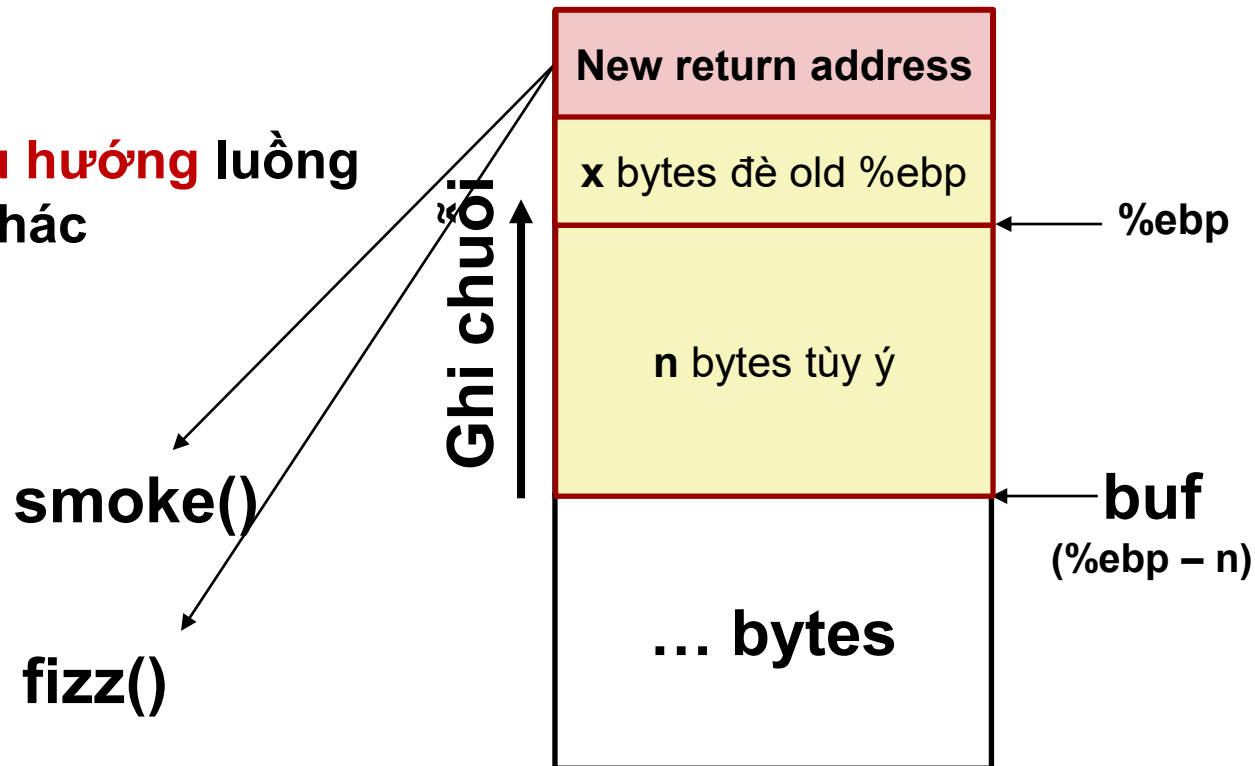 New return address
hướng luồng
hác
x bytes đè old %ebp
%ebp
Ghi chuỗi
n bytes tùy ý
smoke()
buf
(%ebp – n)
… bytes
fizz()